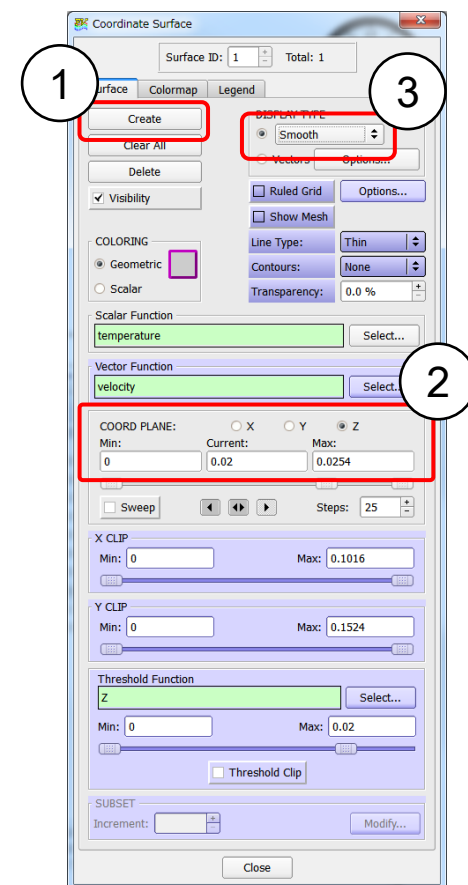 Coordinate Surface
1
Surface ID: 1 Total: 1
3
urface Colormap Legend
Create
DISPLAY TYPE
Smooth
Clear All
Vectors Options...
Delete
Visibility
Ruled Grid Options...
Show Mesh
COLORING
Line Type: Thin
Geometric
Contours: None
Scalar
Transparency: 0.0 %
Scalar Function
temperature Select...
Vector Function
velocity Select...
2
COORD PLANE: X Y Z
Min: Current: Max:
0 0.02 0.0254
Sweep Steps: 25
X CLIP
Min: 0 Max: 0.1016
Y CLIP
Min: 0 Max: 0.1524
Threshold Function
Z Select...
Min: 0 Max: 0.02
Threshold Clip
SUBSET
Increment: Modify...
Close